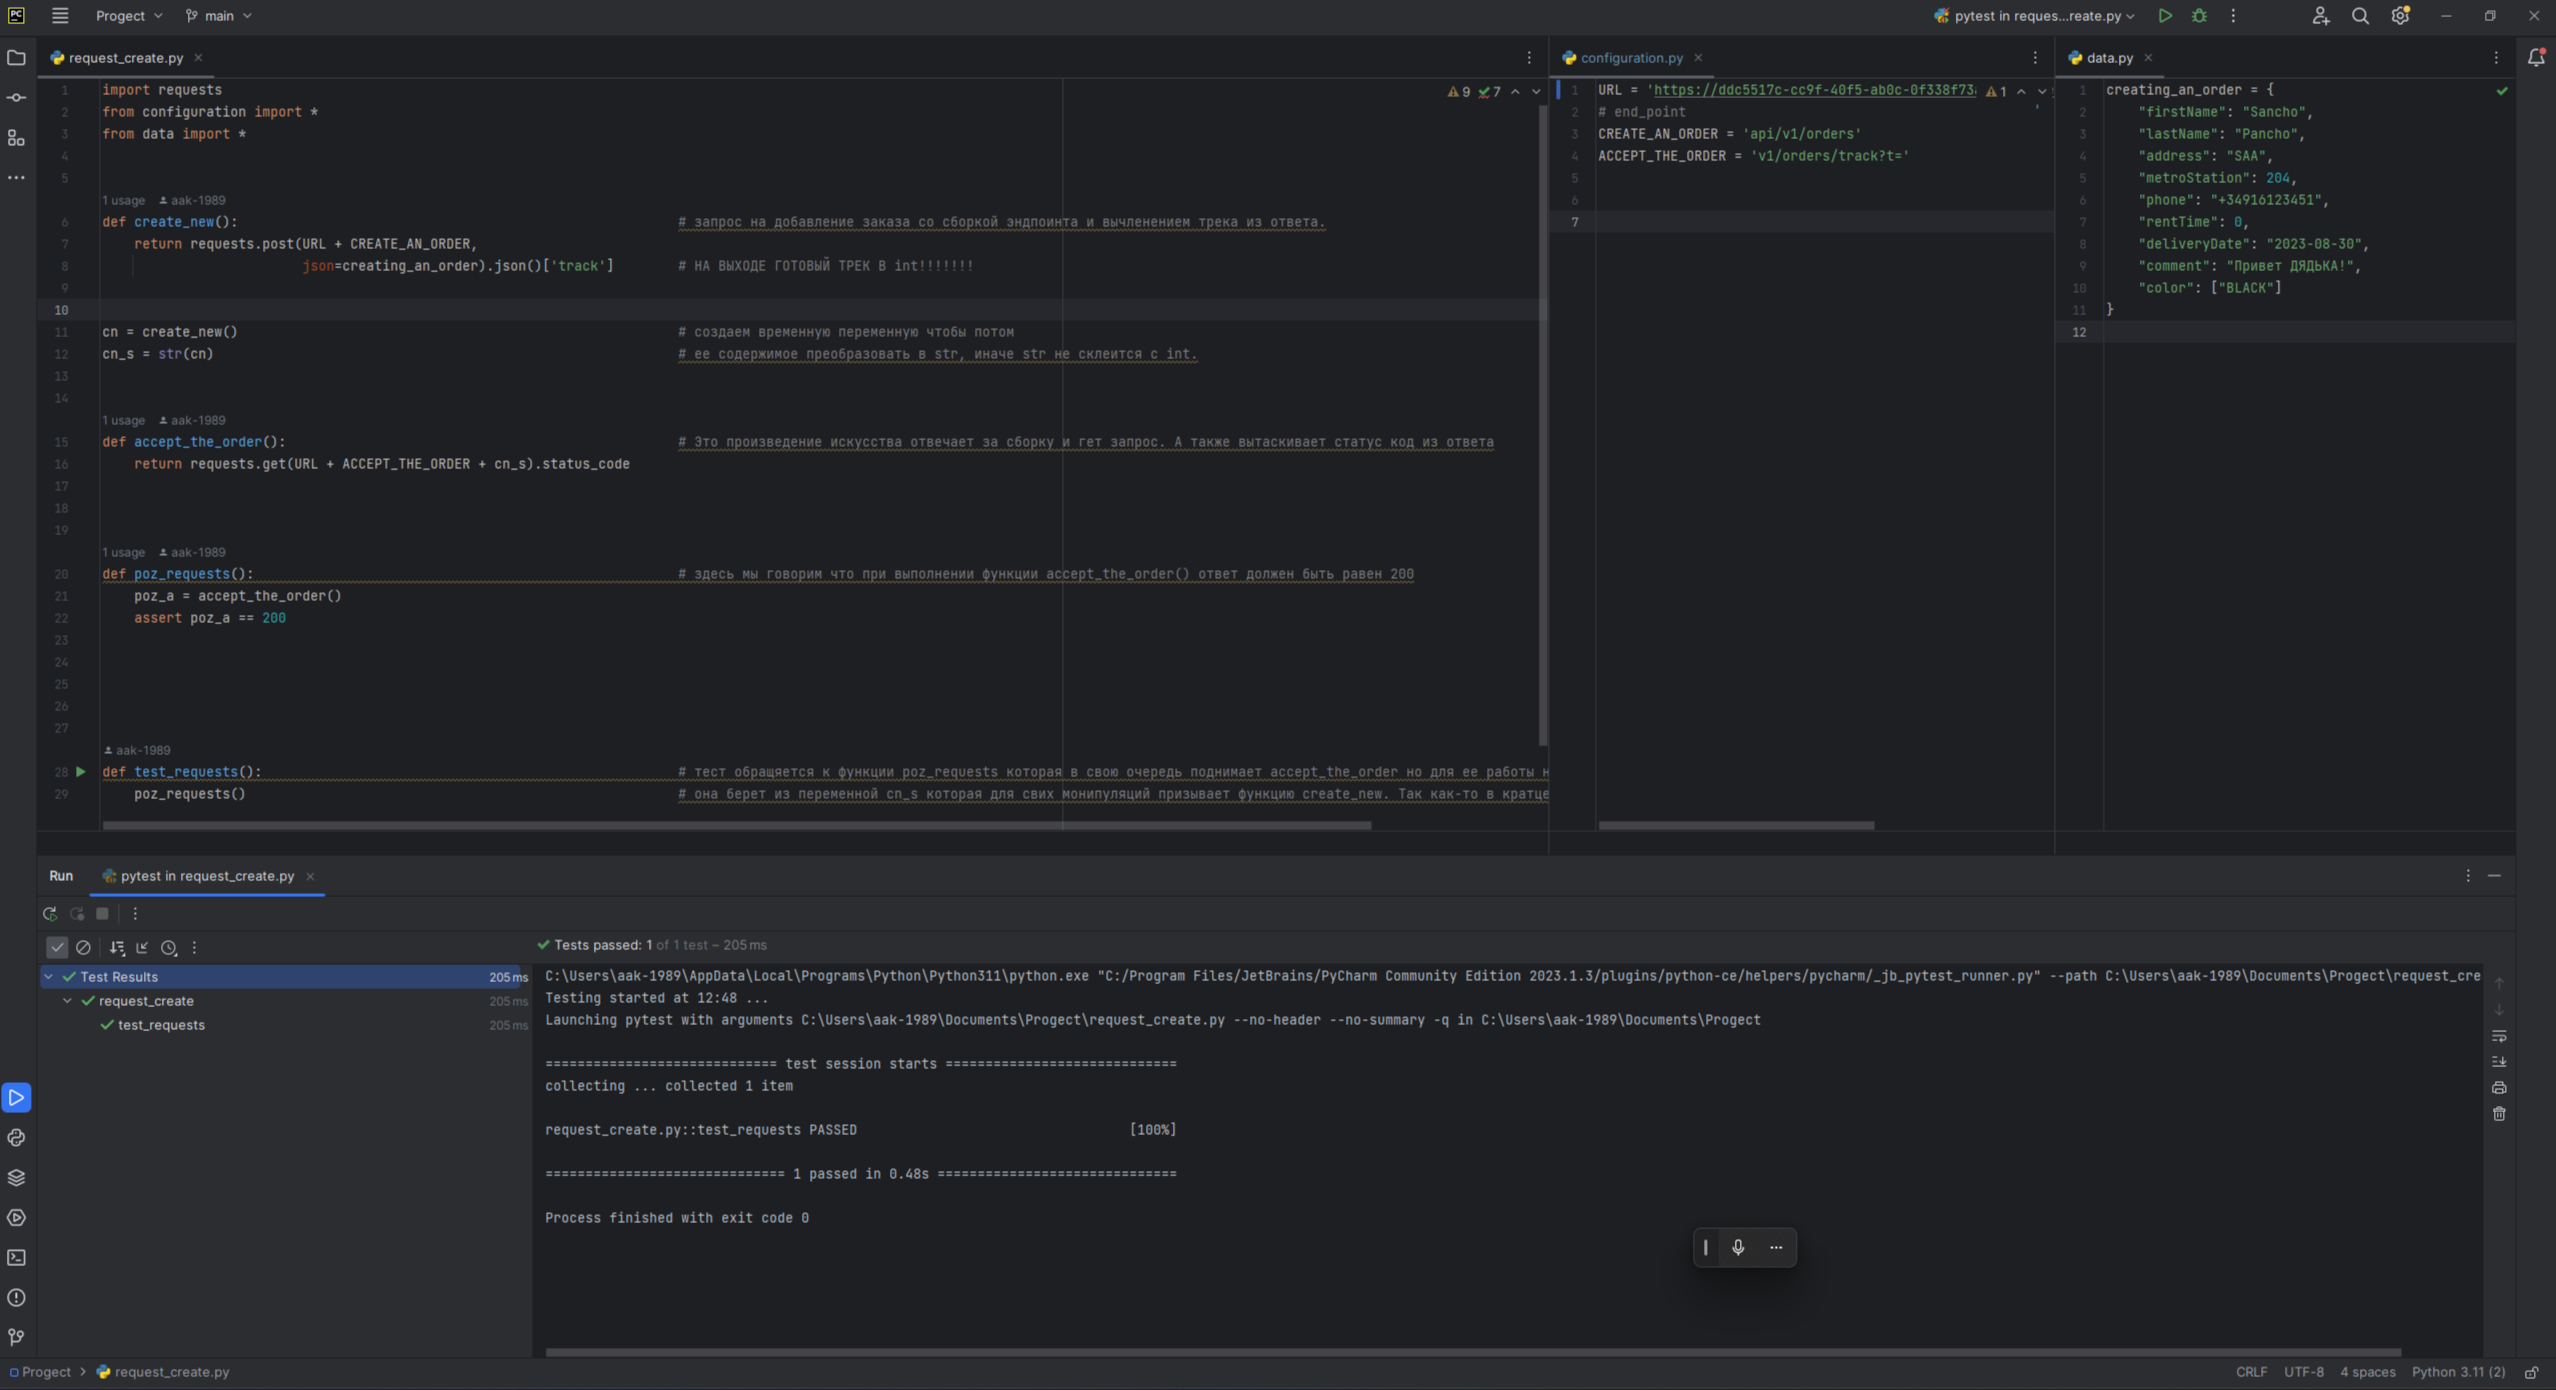 Progect
main
pytest in reques...reate.py
request_create.py
1 import requests
2 from configuration import *
3 from data import *
4
5
1 usage aak-1989
6 def create_new(): # запрос на добавление заказа со сборкой эндпоинта и вычленением трека из ответа.
7 return requests.post(URL + CREATE_AN_ORDER,
8 json=creating_an_order).json()['track'] # НА ВЫХОДЕ ГОТОВЫЙ ТРЕК В int!!!!!!!
9
10
11 cn = create_new() # создаем временную переменную чтобы потом
12 cn_s = str(cn) # ее содержимое преобразовать в str, иначе str не склеится с int.
13
14
1 usage aak-1989
15 def accept_the_order(): # Это произведение искусства отвечает за сборку и гет запрос. А также вытаскивает статус код из ответа
16 return requests.get(URL + ACCEPT_THE_ORDER + cn_s).status_code
17
18
19
1 usage aak-1989
20 def poz_requests(): # здесь мы говорим что при выполнении функции accept_the_order() ответ должен быть равен 200
21 poz_a = accept_the_order()
22 assert poz_a == 200
23
24
25
26
27
aak-1989
28 def test_requests(): # тест обращяется к функции poz_requests которая в свою очередь поднимает accept_the_order но для ее работы н
29 poz_requests() # она берет из переменной cn_s которая для свих монипуляций призывает функцию create_new. Так как-то в кратце
9 7
configuration.py
1 URL = 'https://ddc5517c-cc9f-40f5-ab0c-0f338f73
1
2 # end_point '
3 CREATE_AN_ORDER = 'api/v1/orders'
4 ACCEPT_THE_ORDER = 'v1/orders/track?t='
5
6
7
data.py
1 creating_an_order = {
2 "firstName": "Sancho",
3 "lastName": "Pancho",
4 "address": "SAA",
5 "metroStation": 204,
6 "phone": "+34916123451",
7 "rentTime": 0,
8 "deliveryDate": "2023-08-30",
9 "comment": "Привет ДЯДЬКА!",
10 "color": ["BLACK"]
11 }
12
Run
pytest in request_create.py
Tests passed: 1 of 1 test – 205 ms
Test Results 205 ms
request_create 205 ms
test_requests 205 ms
C:\Users\aak-1989\AppData\Local\Programs\Python\Python311\python.exe "C:/Program Files/JetBrains/PyCharm Community Edition 2023.1.3/plugins/python-ce/helpers/pycharm/_jb_pytest_runner.py" --path C:\Users\aak-1989\Documents\Progect\request_cre
Testing started at 12:48 ...
Launching pytest with arguments C:\Users\aak-1989\Documents\Progect\request_create.py --no-header --no-summary -q in C:\Users\aak-1989\Documents\Progect
============================= test session starts =============================
collecting ... collected 1 item
request_create.py::test_requests PASSED [100%]
============================== 1 passed in 0.48s ==============================
Process finished with exit code 0
Progect > request_create.py
CRLF UTF-8 4 spaces Python 3.11 (2)